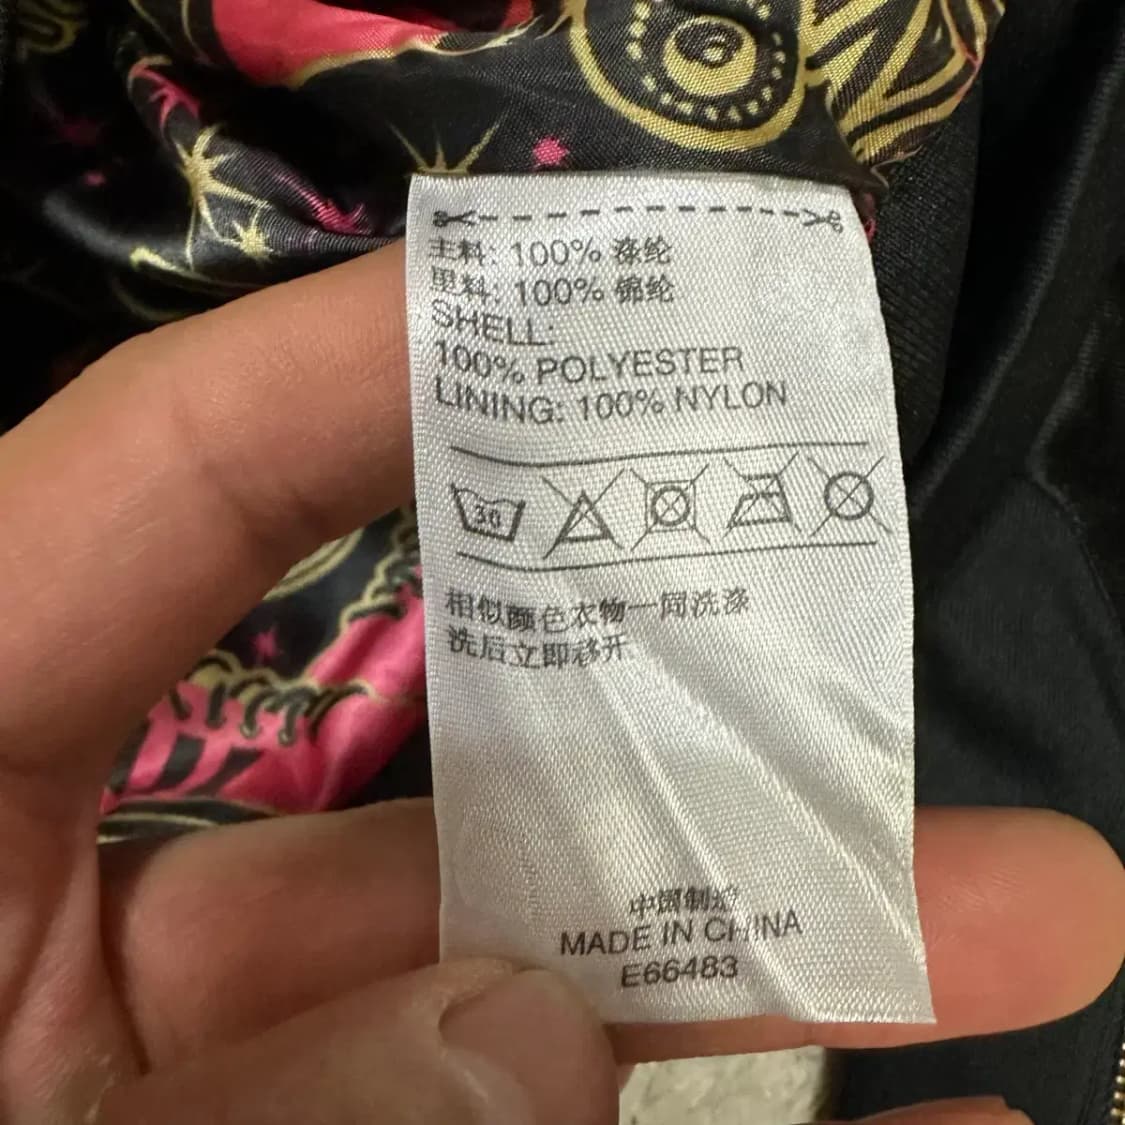 主料: 100% 涤纶
里料: 100% 锦纶
SHELL:
100% POLYESTER
LINING: 100% NYLON
30
相似颜色衣物一同洗涤
洗后立即移开
中国制造
MADE IN CHINA
E66483